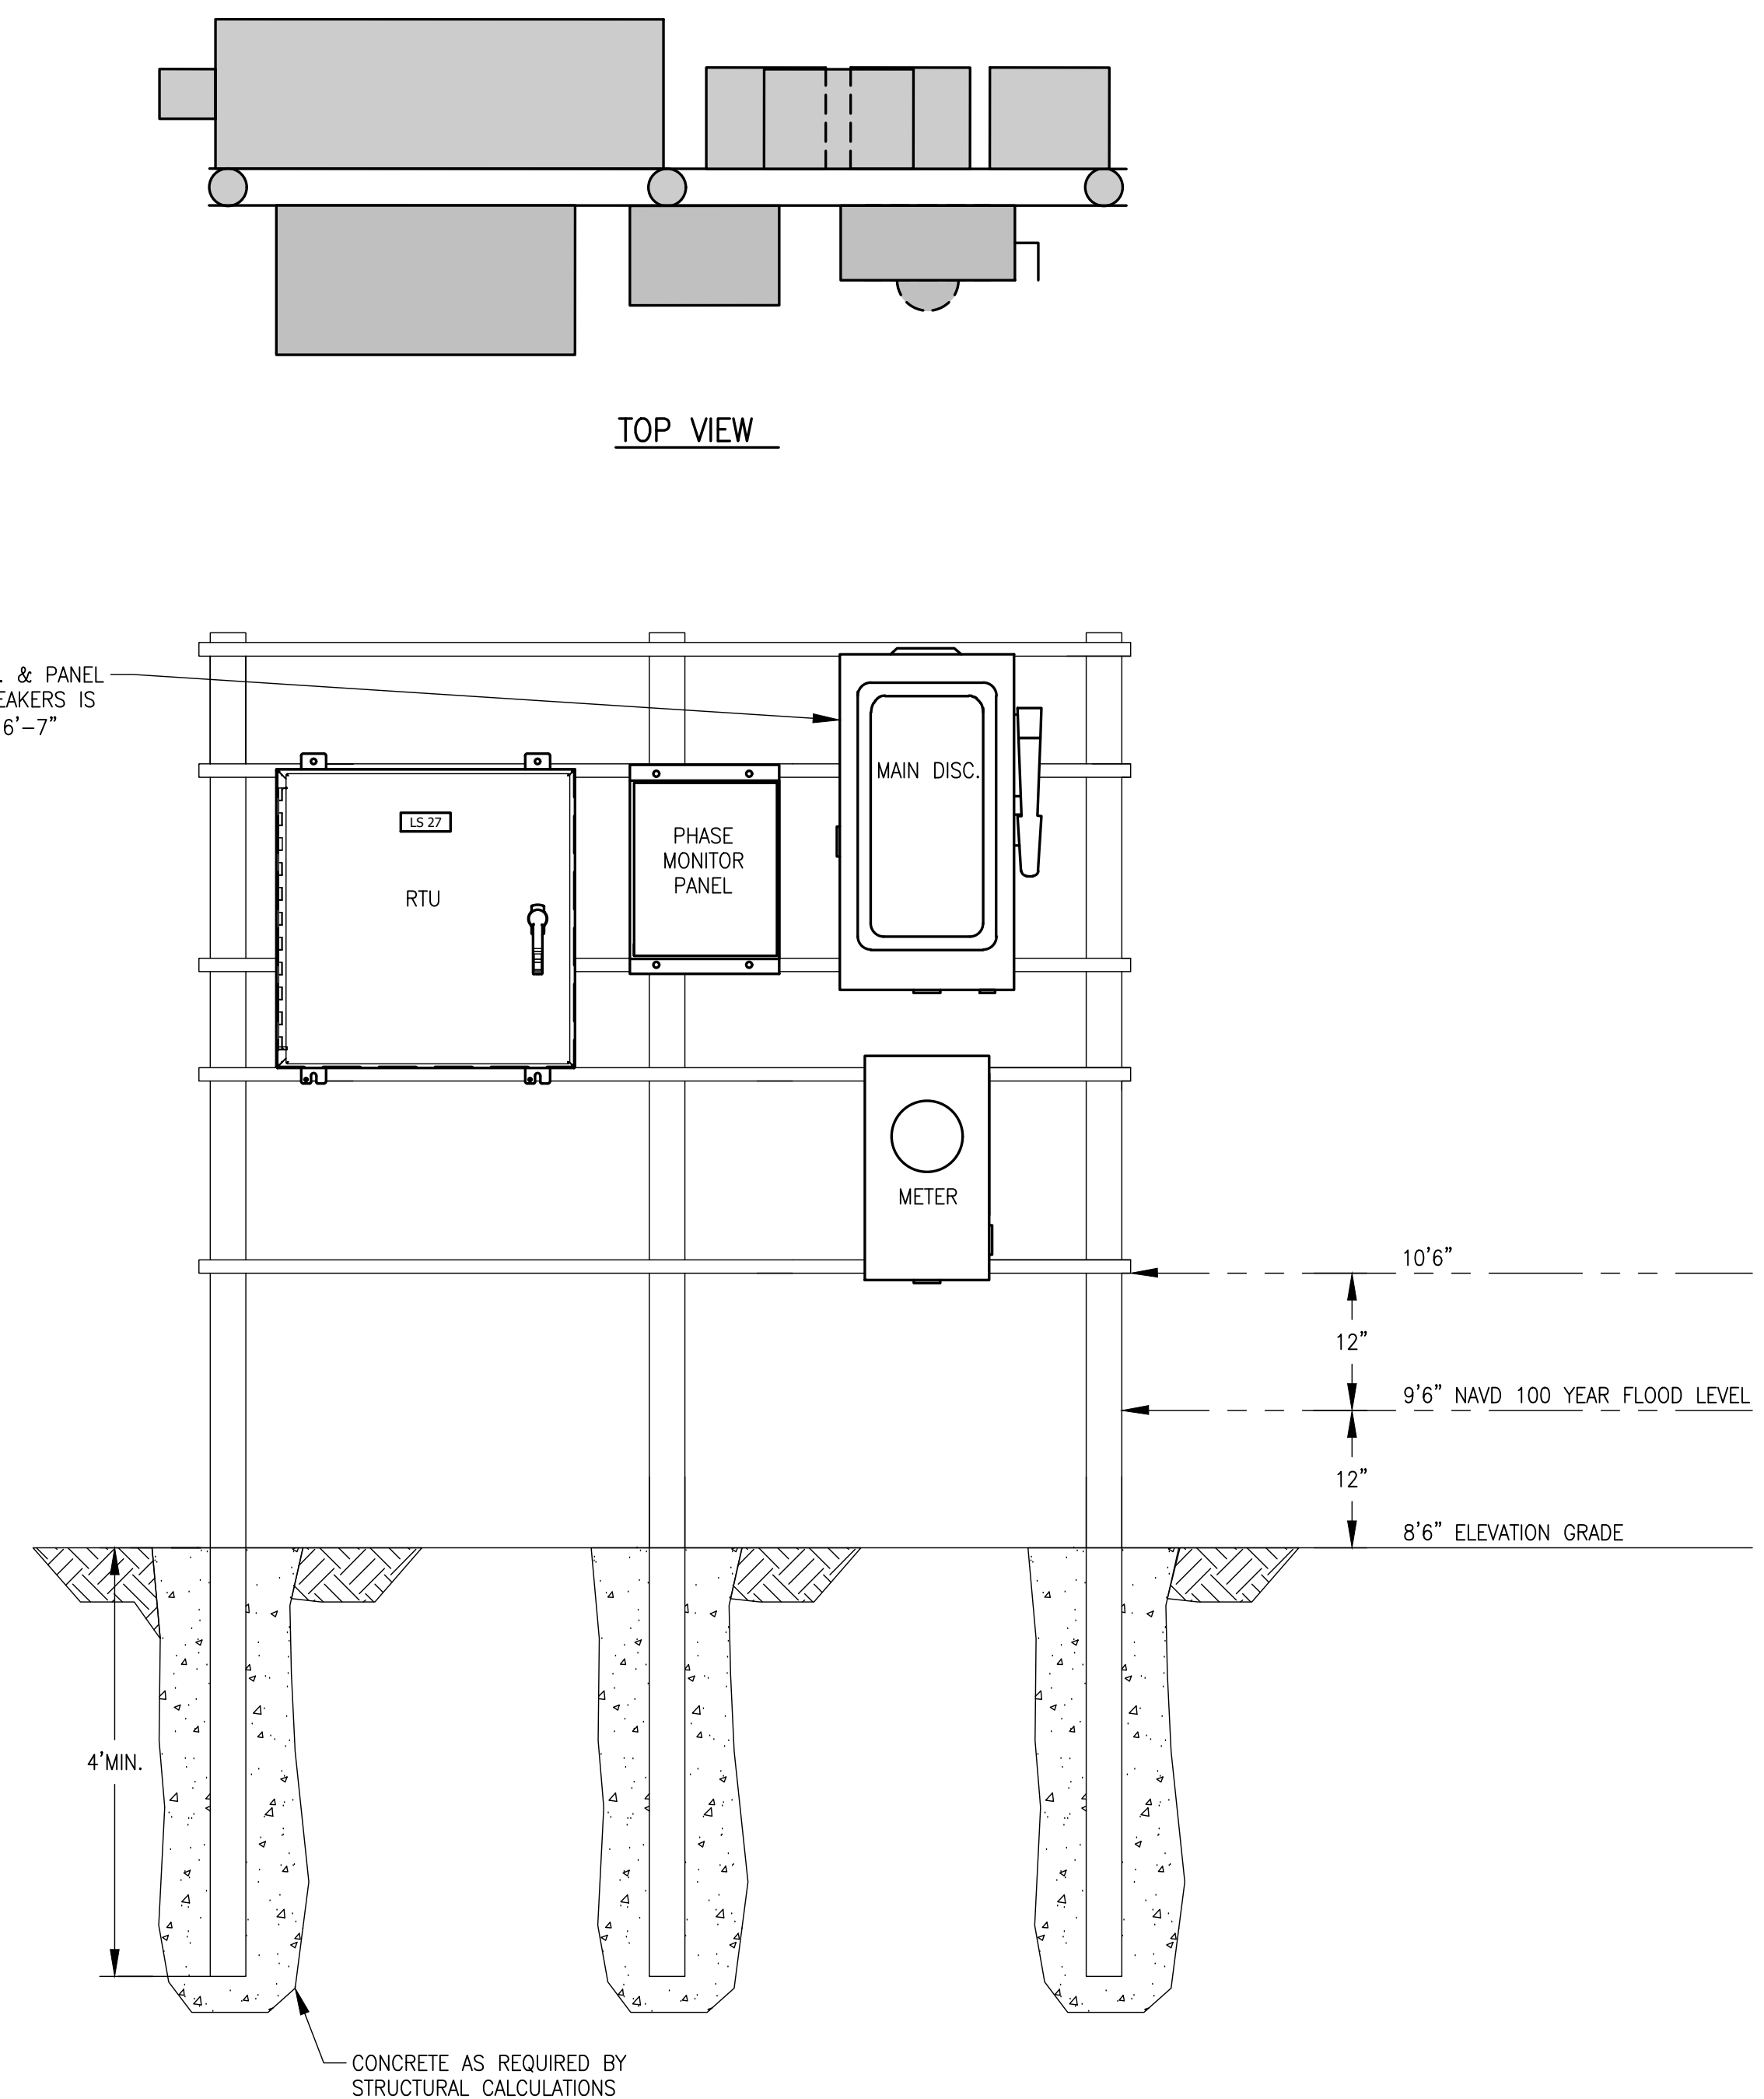 TOP VIEW
. & PANEL
EAKERS IS
6'-7"
MAIN DISC.
LS 27
PHASE
MONITOR
PANEL
RTU
METER
10'6"
12"
9'6" NAVD 100 YEAR FLOOD LEVEL
12"
8'6" ELEVATION GRADE
4'MIN.
CONCRETE AS REQUIRED BY
STRUCTURAL CALCULATIONS